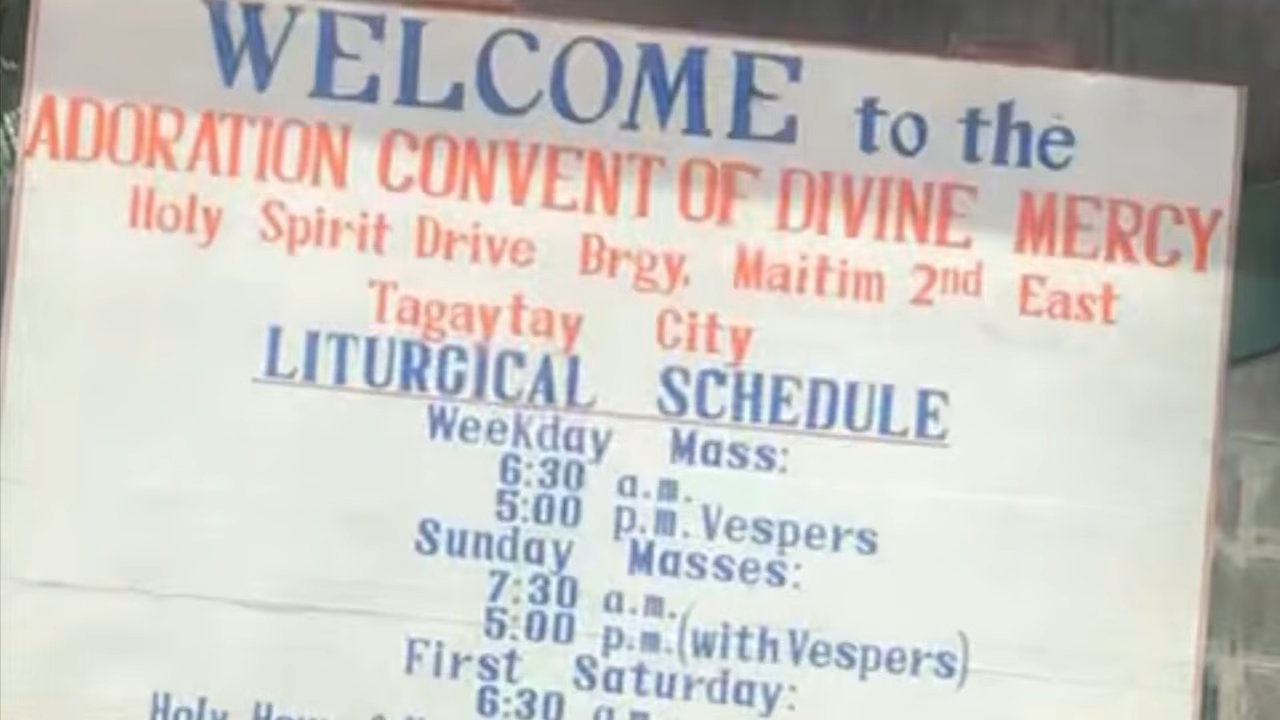 WELCOME to the
ADORATION CONVENT OF DIVINE MERCY
Holy Spirit Drive Brgy. Maitim 2nd East
Tagaytay City
LITURGICAL SCHEDULE
Weekday Mass:
6:30 a.m.
5:00 p.m. Vespers
Sunday Masses:
7:30 a.m.
5:00 p.m. (with Vespers)
First Saturday:
6:30 a.m.
Holy